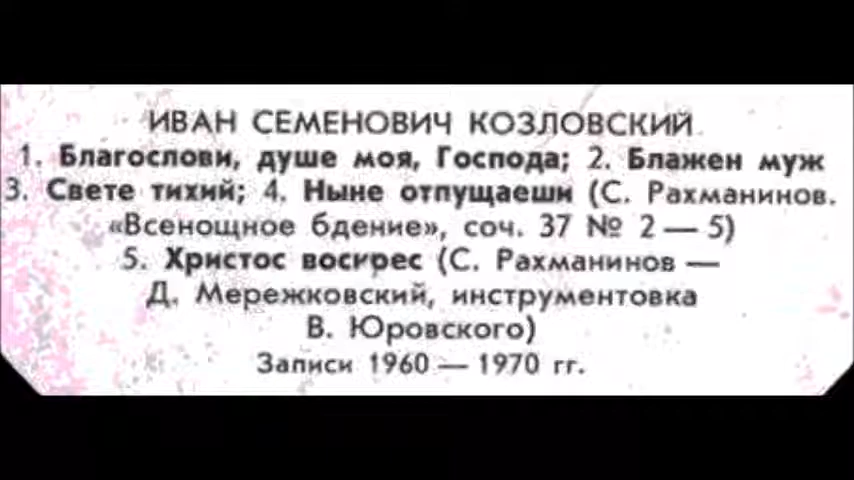 ИВАН СЕМЕНОВИЧ КОЗЛОВСКИЙ
1. Благослови, душе моя, Господа; 2. Блажен муж
3. Свете тихий; 4. Ныне отпущаеши (С. Рахманинов.
«Всенощное бдение», соч. 37 № 2 — 5)
5. Христос воскрес (С. Рахманинов —
Д. Мережковский, инструментовка
В. Юровского)
Записи 1960 — 1970 гг.